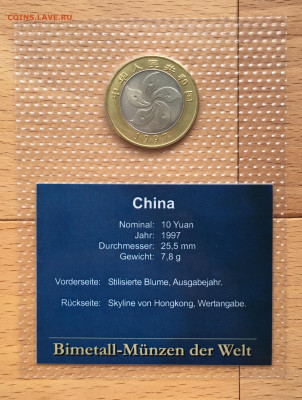 COINS.LAVE.RU
中华人民共和国
1997
China
Nominal: 10 Yuan
Jahr: 1997
Durchmesser: 25,5 mm
Gewicht: 7,8 g
Vorderseite: Stilisierte Blume, Ausgabejahr.
Rückseite: Skyline von Hongkong, Wertangabe.
Bimetall-Münzen der Welt